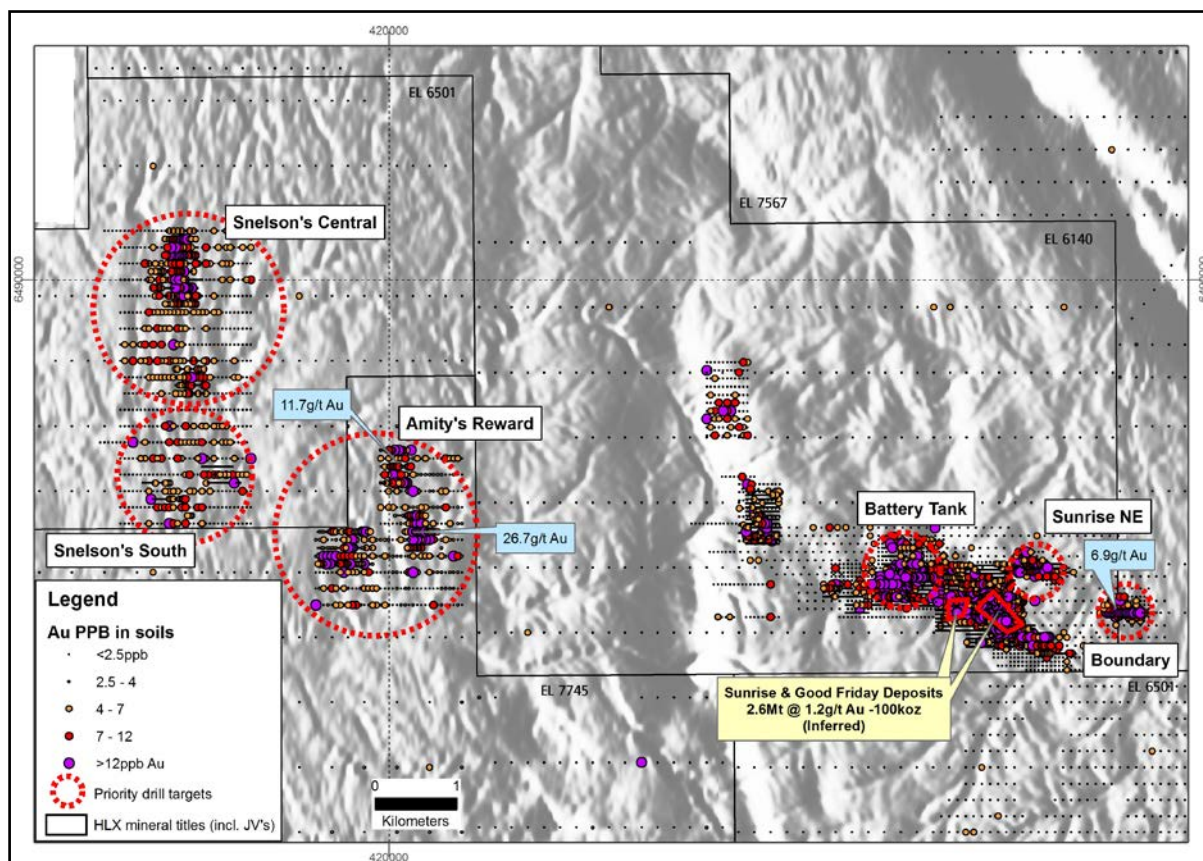 420000
EL 6501
Snelson's Central
EL 7567
EL 6140
6490000
11.7g/t Au
Amity's Reward
Battery Tank
Sunrise NE
26.7g/t Au
6.9g/t Au
Snelson's South
Boundary
EL 7745
EL 6501
Sunrise & Good Friday Deposits
2.6Mt @ 1.2g/t Au -100koz
(Inferred)
Legend
Au PPB in soils
<2.5ppb
2.5 - 4
4 - 7
7 - 12
>12ppb Au
Priority drill targets
HLX mineral titles (incl. JV's)
0 1
Kilometers
420000